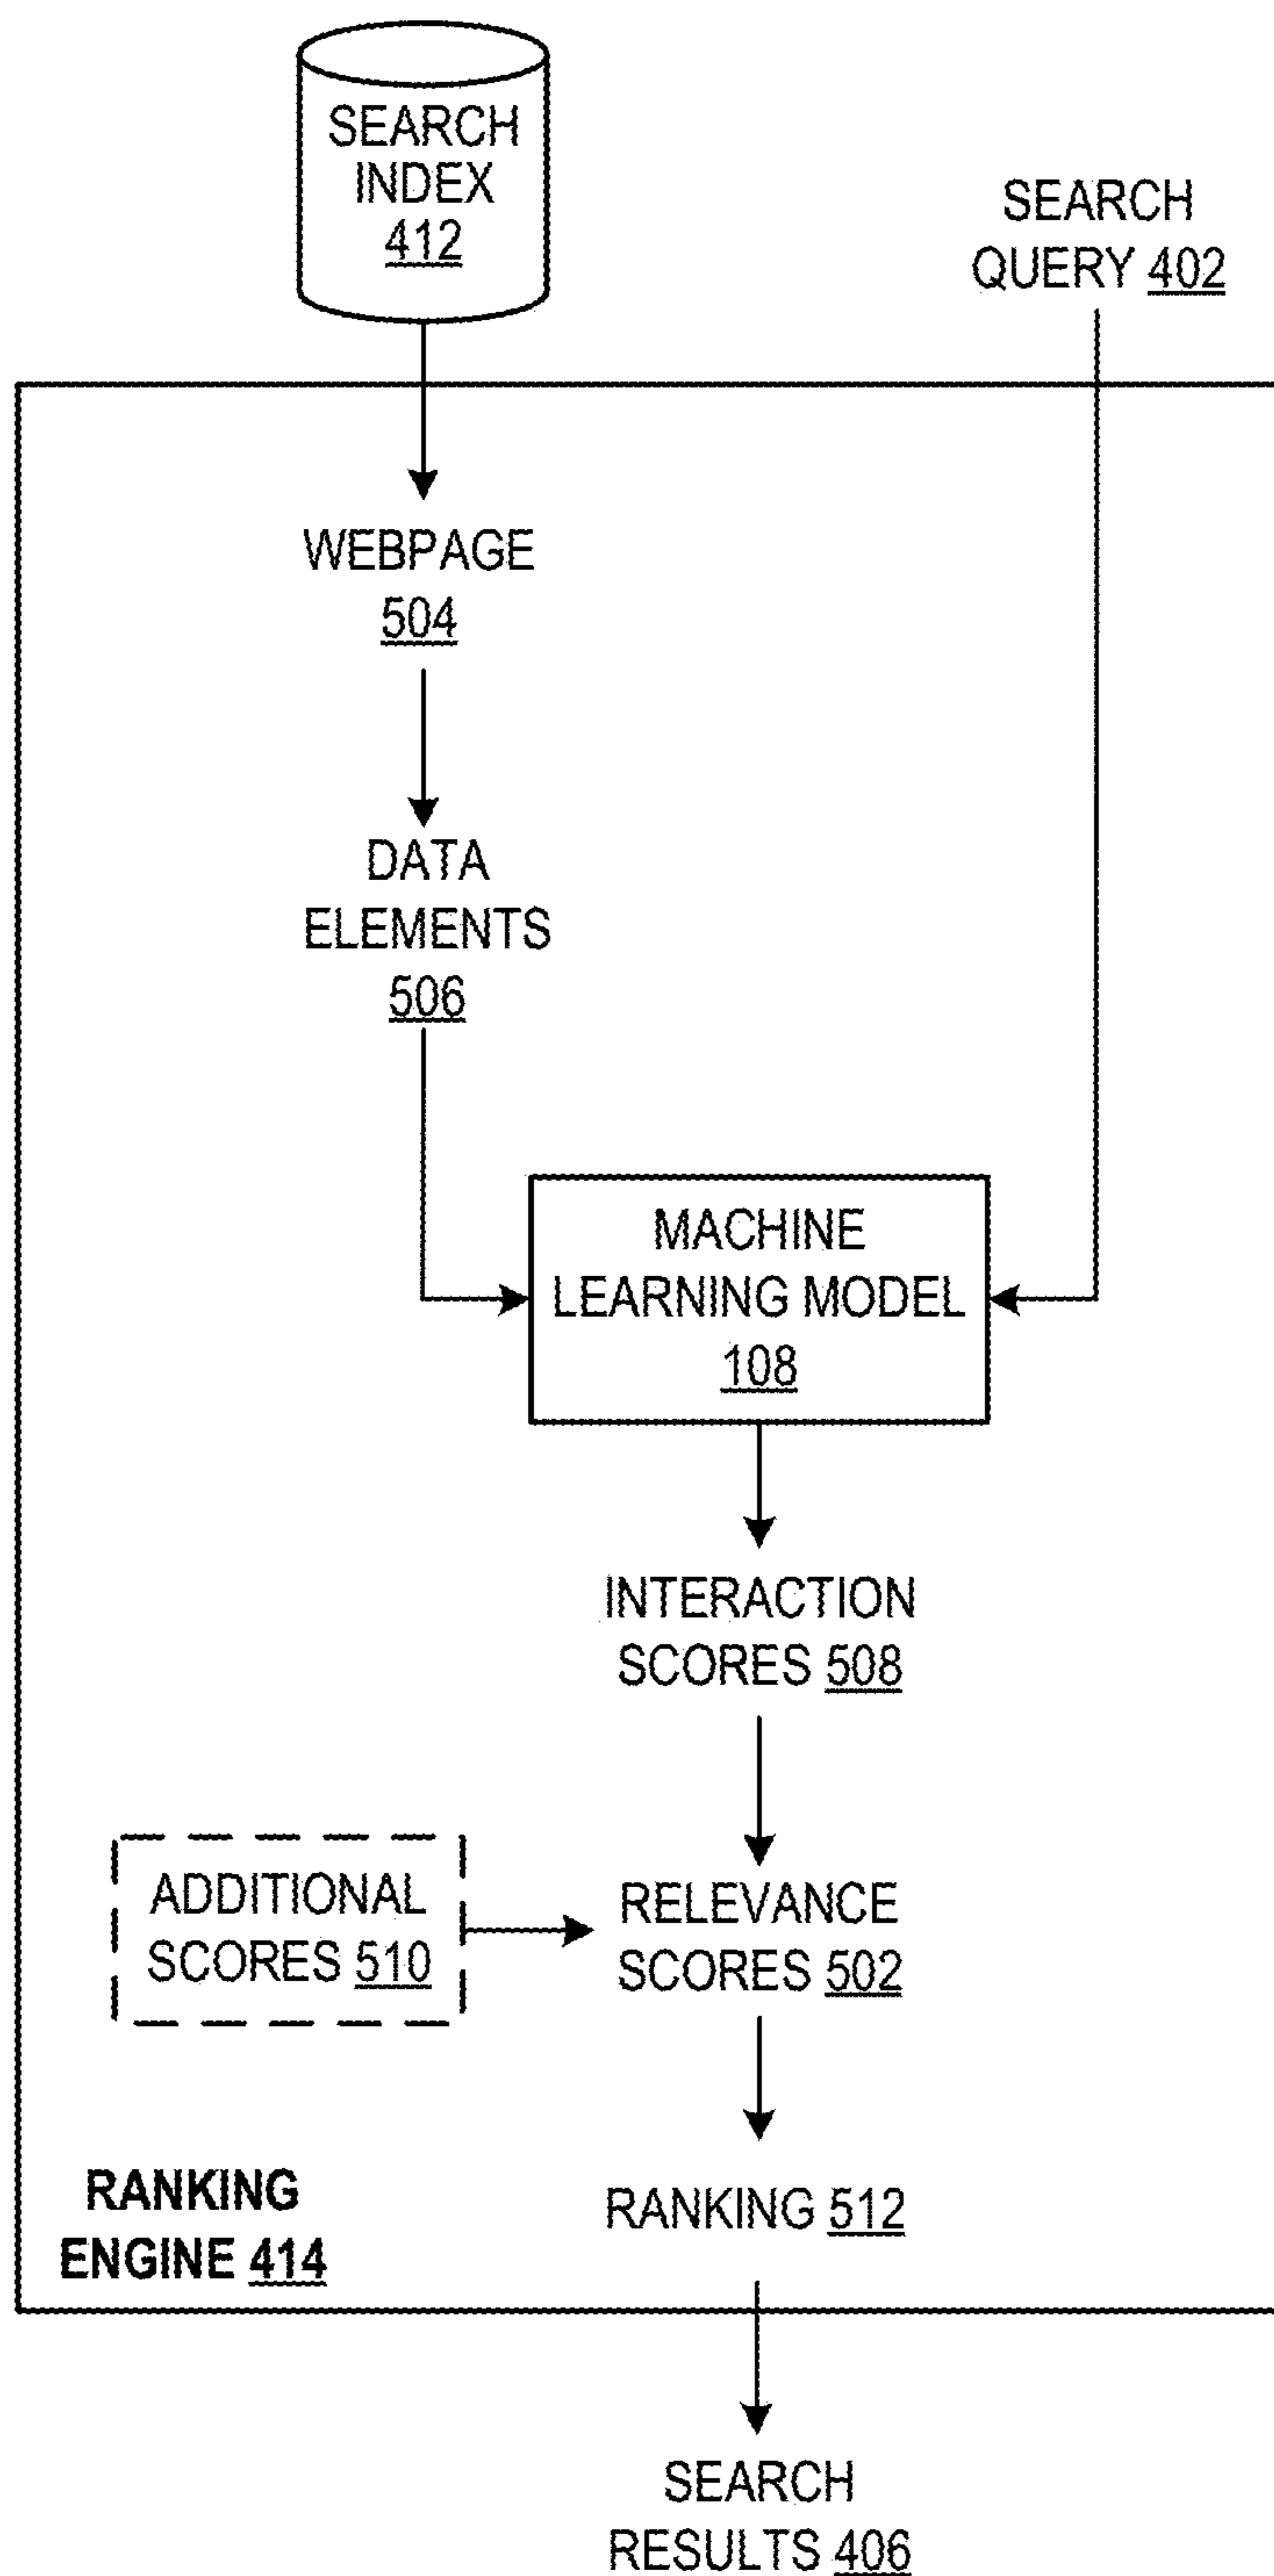 SEARCH
INDEX
412
SEARCH
QUERY 402
WEBPAGE
504
DATA
ELEMENTS
506
MACHINE
LEARNING MODEL
108
INTERACTION
SCORES 508
ADDITIONAL
SCORES 510
RELEVANCE
SCORES 502
RANKING
ENGINE 414
RANKING 512
SEARCH
RESULTS 406